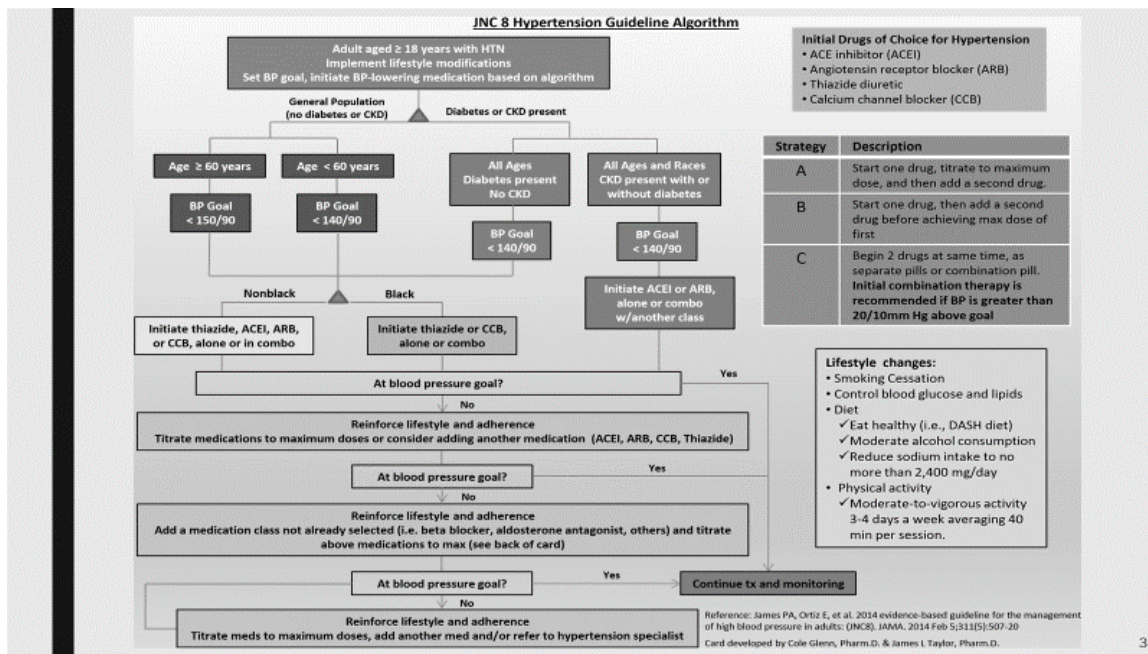 JNC 8 Hypertension Guideline Algorithm
Adult aged ≥ 18 years with HTN
Implement lifestyle modifications
Set BP goal, initiate BP-lowering medication based on algorithm
General Population
(no diabetes or CKD)
Diabetes or CKD present
Age ≥ 60 years
Age < 60 years
All Ages
Diabetes present
No CKD
All Ages and Races
CKD present with or
without diabetes
BP Goal
< 150/90
BP Goal
< 140/90
BP Goal
< 140/90
BP Goal
< 140/90
Nonblack
Black
Initiate thiazide, ACEI, ARB,
or CCB, alone or in combo
Initiate thiazide or CCB,
alone or combo
Initiate ACEI or ARB,
alone or combo
w/another class
At blood pressure goal?
Yes
No
Reinforce lifestyle and adherence
Titrate medications to maximum doses or consider adding another medication (ACEI, ARB, CCB, Thiazide)
At blood pressure goal?
Yes
No
Reinforce lifestyle and adherence
Add a medication class not already selected (i.e. beta blocker, aldosterone antagonist, others) and titrate
above medications to max (see back of card)
At blood pressure goal?
Yes
Continue tx and monitoring
No
Reinforce lifestyle and adherence
Titrate meds to maximum doses, add another med and/or refer to hypertension specialist
Initial Drugs of Choice for Hypertension
• ACE inhibitor (ACEI)
• Angiotensin receptor blocker (ARB)
• Thiazide diuretic
• Calcium channel blocker (CCB)
Strategy Description
A Start one drug, titrate to maximum
dose, and then add a second drug.
B Start one drug, then add a second
drug before achieving max dose of
first
C Begin 2 drugs at same time, as
separate pills or combination pill.
Initial combination therapy is
recommended if BP is greater than
20/10mm Hg above goal
Lifestyle changes:
• Smoking Cessation
• Control blood glucose and lipids
• Diet
✓Eat healthy (i.e., DASH diet)
✓Moderate alcohol consumption
✓Reduce sodium intake to no
more than 2,400 mg/day
• Physical activity
✓Moderate-to-vigorous activity
3-4 days a week averaging 40
min per session.
Reference: James PA, Ortiz E, et al. 2014 evidence-based guideline for the management
of high blood pressure in adults: (JNC8). JAMA. 2014 Feb 5;311(5):507-20
Card developed by Cole Glenn, Pharm.D. & James L Taylor, Pharm.D.
3